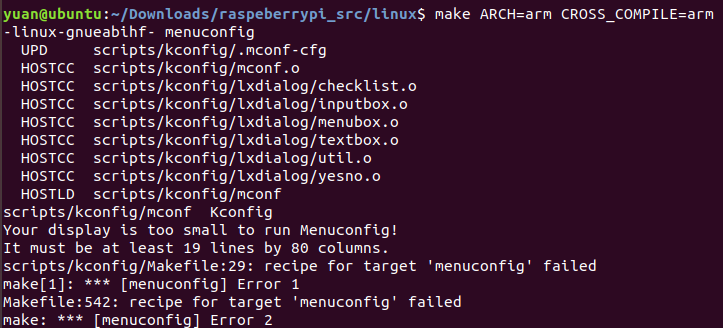 yuan@ubuntu:~/Downloads/raspeberrypi_src/linux$ make ARCH=arm CROSS_COMPILE=arm
-linux-gnueabihf- menuconfig
  UPD     scripts/kconfig/.mconf-cfg
  HOSTCC  scripts/kconfig/mconf.o
  HOSTCC  scripts/kconfig/lxdialog/checklist.o
  HOSTCC  scripts/kconfig/lxdialog/inputbox.o
  HOSTCC  scripts/kconfig/lxdialog/menubox.o
  HOSTCC  scripts/kconfig/lxdialog/textbox.o
  HOSTCC  scripts/kconfig/lxdialog/util.o
  HOSTCC  scripts/kconfig/lxdialog/yesno.o
  HOSTLD  scripts/kconfig/mconf
scripts/kconfig/mconf  Kconfig
Your display is too small to run Menuconfig!
It must be at least 19 lines by 80 columns.
scripts/kconfig/Makefile:29: recipe for target 'menuconfig' failed
make[1]: *** [menuconfig] Error 1
Makefile:542: recipe for target 'menuconfig' failed
make: *** [menuconfig] Error 2